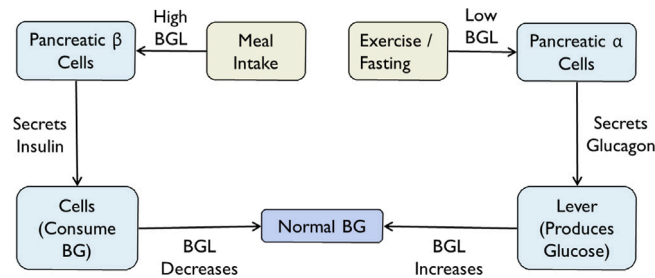 High
BGL
Low
BGL
Pancreatic β
Cells
Meal
Intake
Exercise /
Fasting
Pancreatic α
Cells
Secrets
Insulin
Secrets
Glucagon
Cells
(Consume
BG)
Normal BG
Lever
(Produces
Glucose)
BGL
Decreases
BGL
Increases